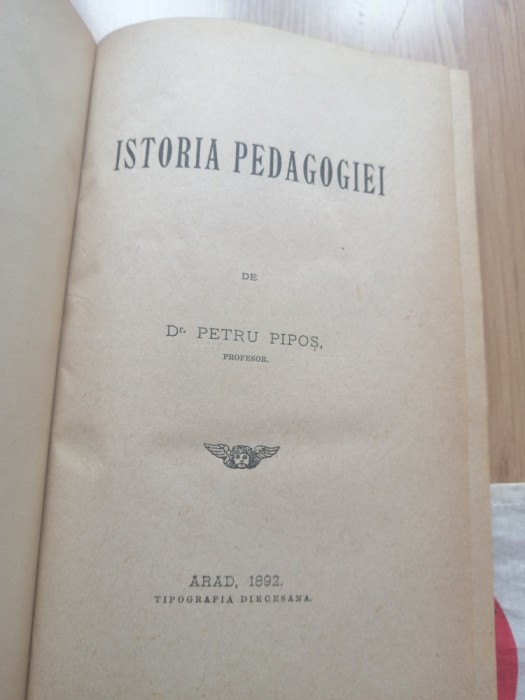 ISTORIA PEDAGOGIEI
DE
Dr. PETRU PIPOȘ,
PROFESOR.
ARAD, 1892.
TIPOGRAFIA DIECESANA.